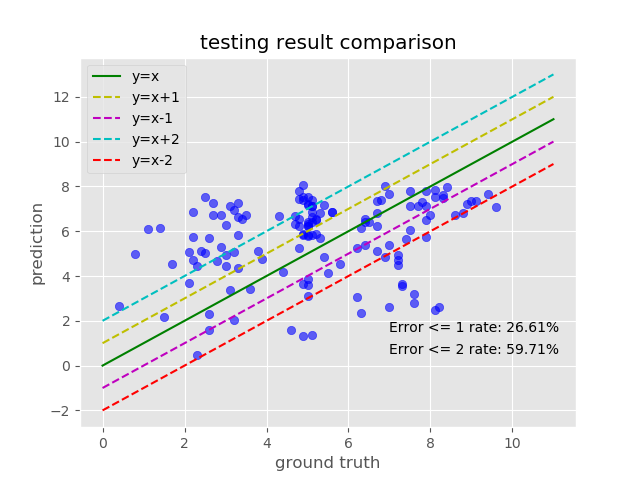 testing result comparison
y=x
y=x+1
y=x-1
y=x+2
y=x-2
12
10
8
6
4
2
0
−2
prediction
Error <= 1 rate: 26.61%
Error <= 2 rate: 59.71%
0 2 4 6 8 10
ground truth